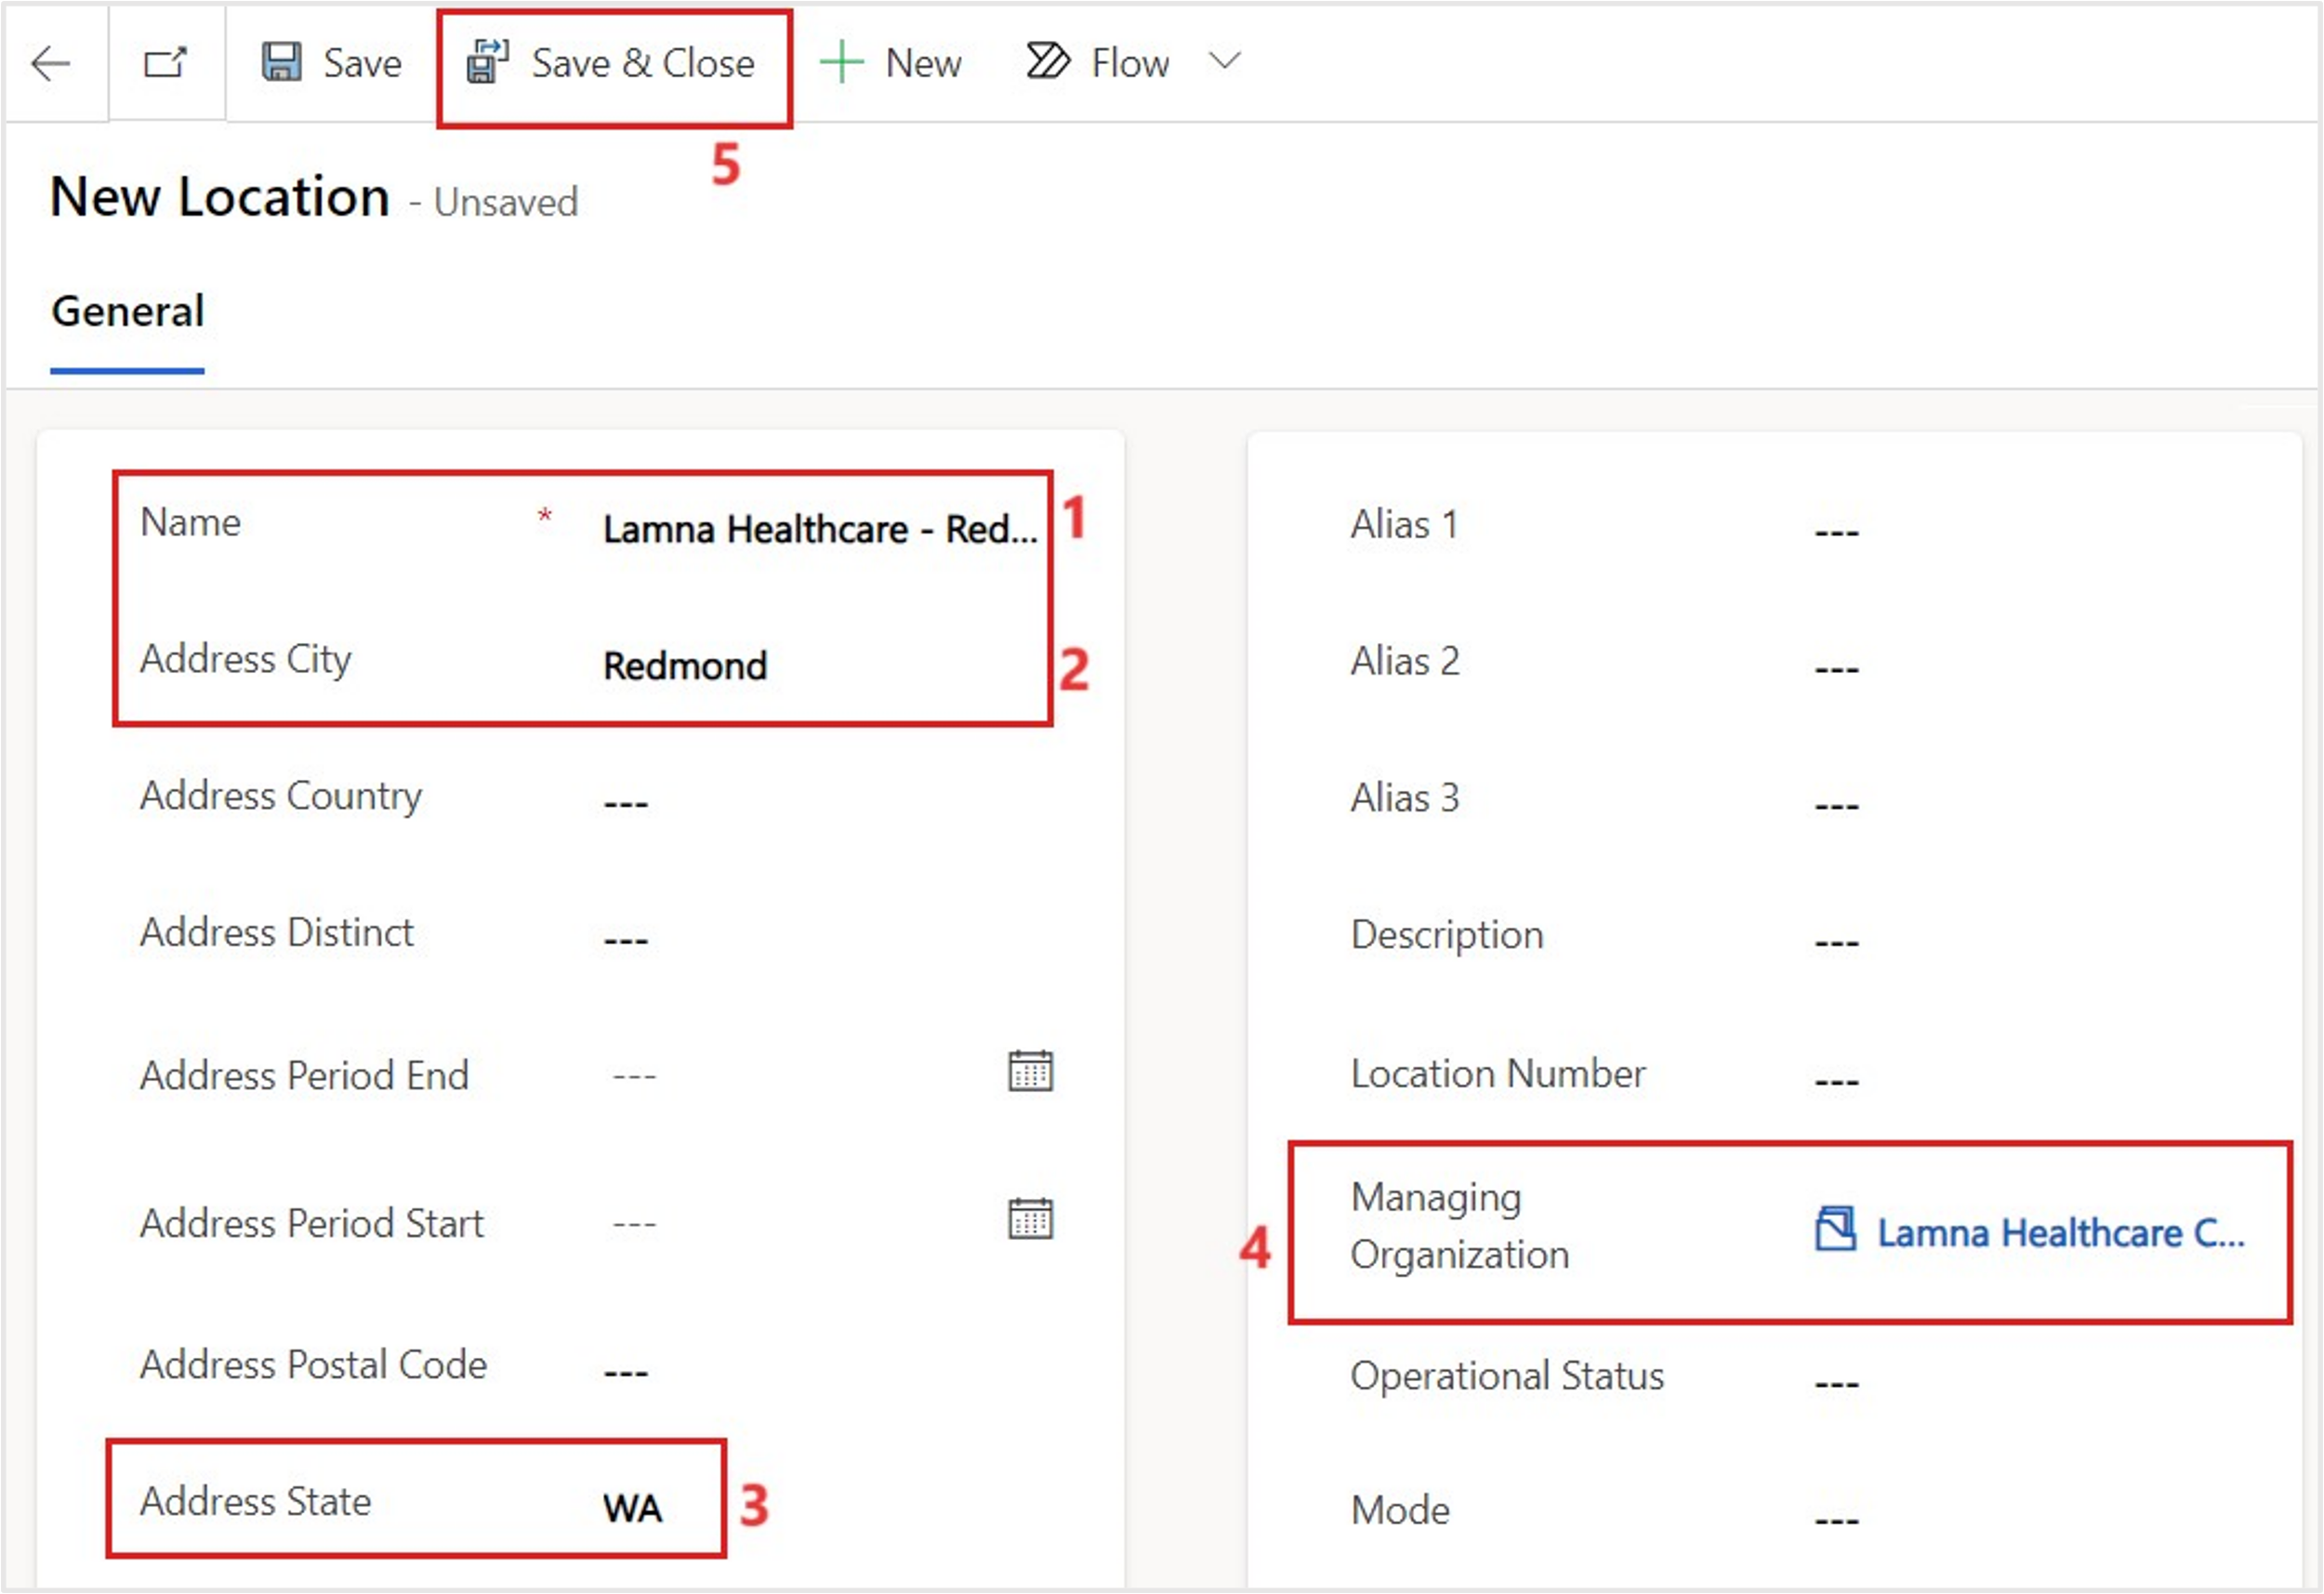 Save
Save & Close
New
Flow
5
New Location - Unsaved
General
Name * Lamna Healthcare - Red...
1
Address City Redmond
2
Address Country ---
Address Distinct ---
Address Period End ---
Address Period Start ---
Address Postal Code ---
Address State WA
3
Alias 1 ---
Alias 2 ---
Alias 3 ---
Description ---
Location Number ---
4
Managing
Organization
Lamna Healthcare C...
Operational Status ---
Mode ---